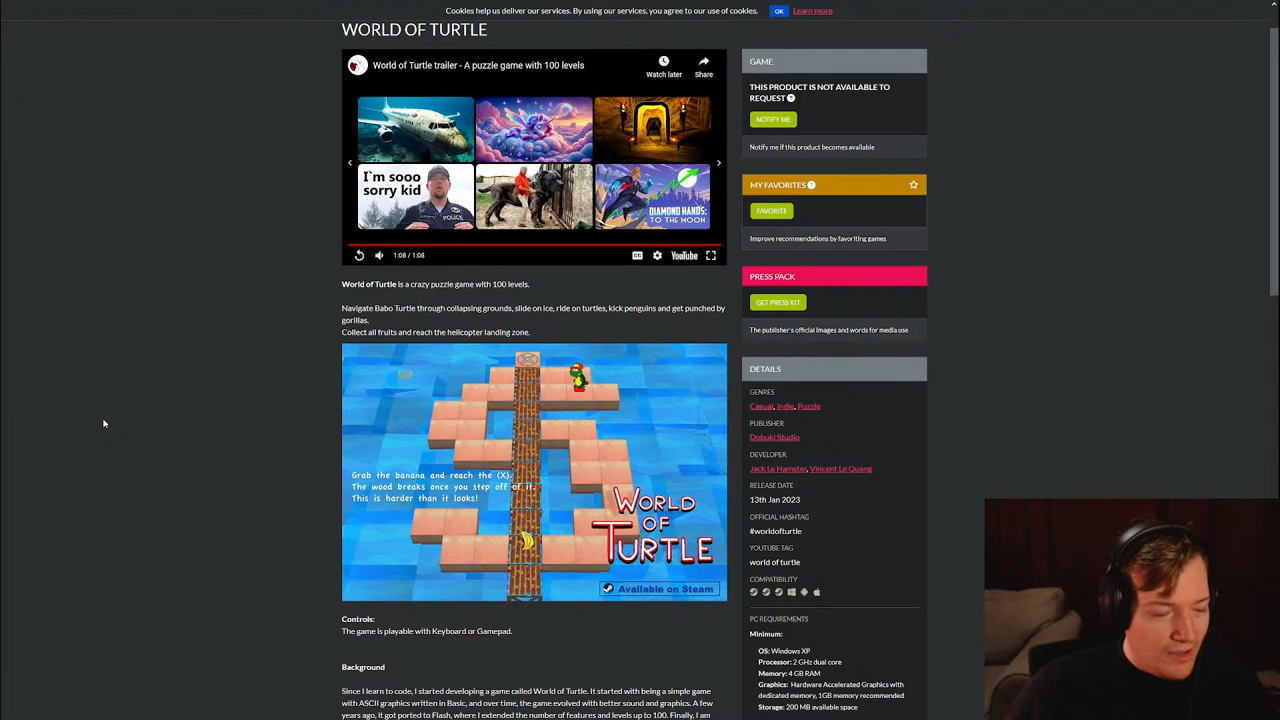 Cookies help us deliver our services. By using our services, you agree to our use of cookies. OK Learn more
WORLD OF TURTLE
World of Turtle trailer - A puzzle game with 100 levels
Watch later
Share
I`m sooo
sorry kid
POLICE
DIAMOND HANDS:
TO THE MOON
1:08 / 1:08
CC
YouTube
World of Turtle is a crazy puzzle game with 100 levels.
Navigate Babo Turtle through collapsing grounds, slide on ice, ride on turtles, kick penguins and get punched by
gorillas.
Collect all fruits and reach the helicopter landing zone.
Grab the banana and reach the (X).
The wood breaks once you step off of it.
This is harder than it looks!
WORLD
OF
TURTLE
Available on Steam
Controls:
The game is playable with Keyboard or Gamepad.
Background
Since I learn to code, I started developing a game called World of Turtle. It started with being a simple game
with ASCII graphics written in Basic, and over time, the game evolved with better sound and graphics. A few
years ago, it got ported to Flash, where I extended the number of features and levels up to 100. Finally, I am
GAME
THIS PRODUCT IS NOT AVAILABLE TO
REQUEST ?
NOTIFY ME
Notify me if this product becomes available
MY FAVORITES ?
FAVORITE
Improve recommendations by favoriting games
PRESS PACK
GET PRESS KIT
The publisher's official images and words for media use
DETAILS
GENRES
Casual, Indie, Puzzle
PUBLISHER
Dobuki Studio
DEVELOPER
Jack Le Hamster, Vincent Le Quang
RELEASE DATE
13th Jan 2023
OFFICIAL HASHTAG
#worldofturtle
YOUTUBE TAG
world of turtle
COMPATIBILITY
PC REQUIREMENTS
Minimum:
OS: Windows XP
Processor: 2 GHz dual core
Memory: 4 GB RAM
Graphics: Hardware Accelerated Graphics with
dedicated memory, 1GB memory recommended
Storage: 200 MB available space